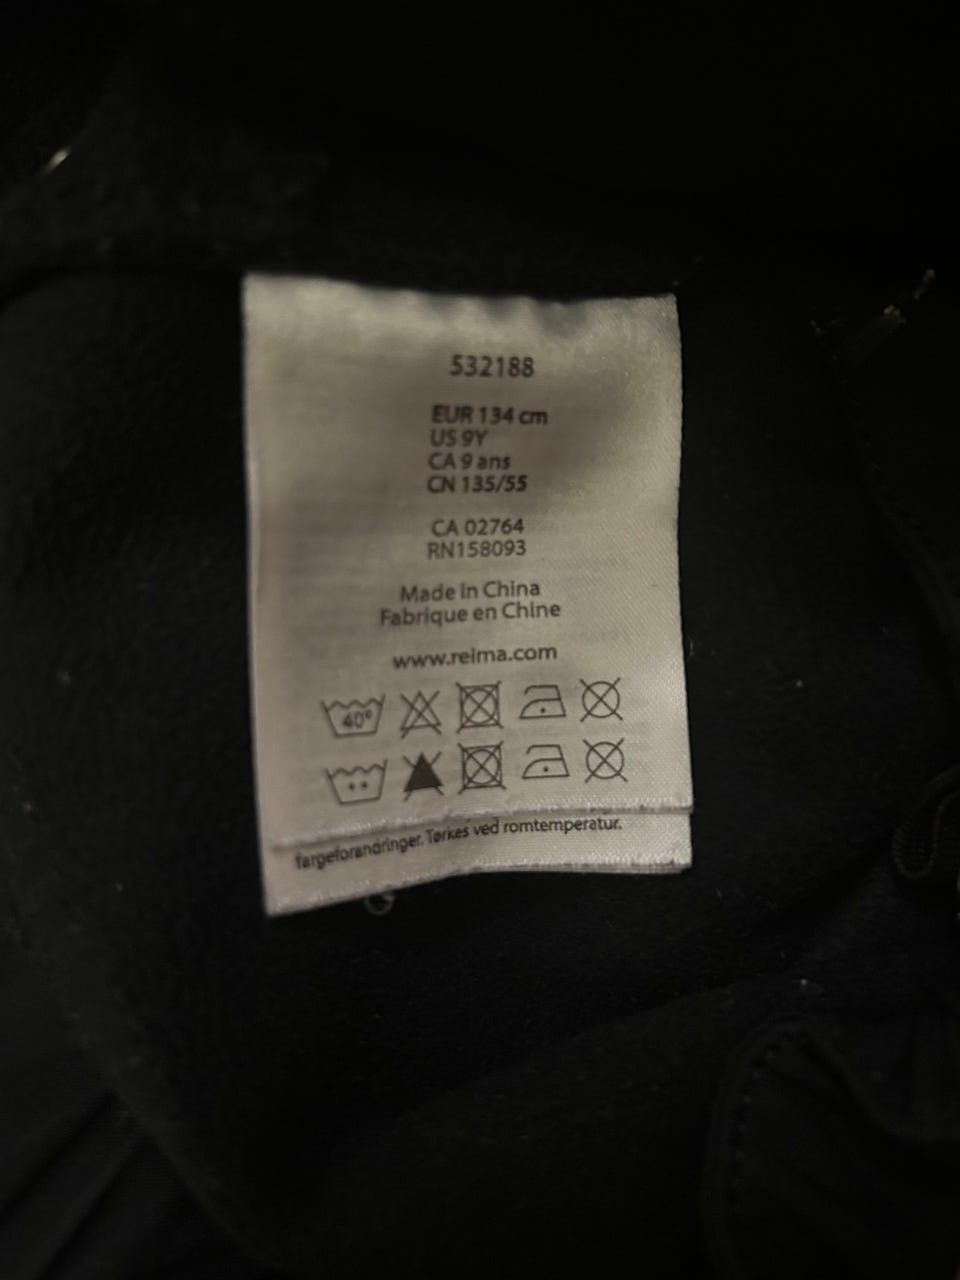 532188
EUR 134 cm
US 9Y
CA 9 ans
CN 135/55
CA 02764
RN158093
Made in China
Fabrique en Chine
www.reima.com
40°
fargeforandringer. Tørkes ved romtemperatur.